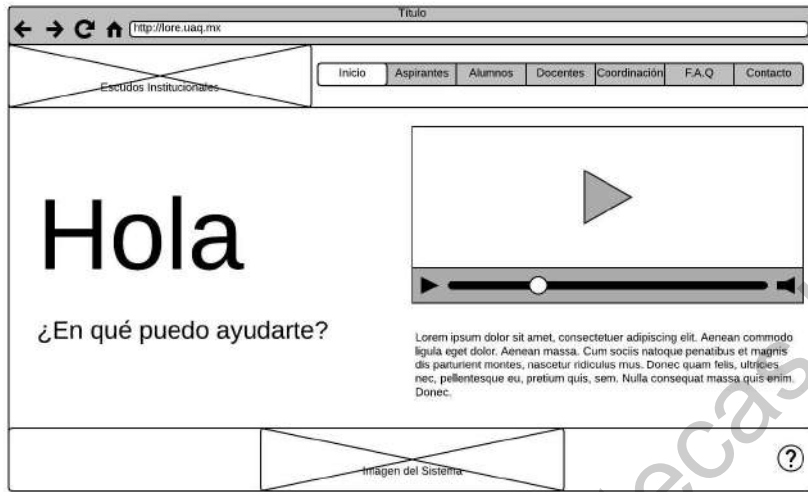 Título
http://lore.uaq.mx
Escudos Institucionales
Inicio Aspirantes Alumnos Docentes Coordinación F.A.Q Contacto
Hola
¿En qué puedo ayudarte?
Lorem ipsum dolor sit amet, consectetuer adipiscing elit. Aenean commodo
ligula eget dolor. Aenean massa. Cum sociis natoque penatibus et magnis
dis parturient montes, nascetur ridiculus mus. Donec quam felis, ultricies
nec, pellentesque eu, pretium quis, sem. Nulla consequat massa quis enim.
Donec.
Imagen del Sistema
?